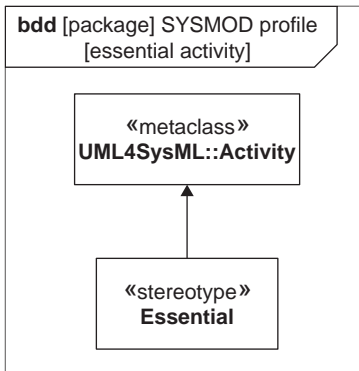 bdd [package] SYSMOD profile
[essential activity]
«metaclass»
UML4SysML::Activity
«stereotype»
Essential